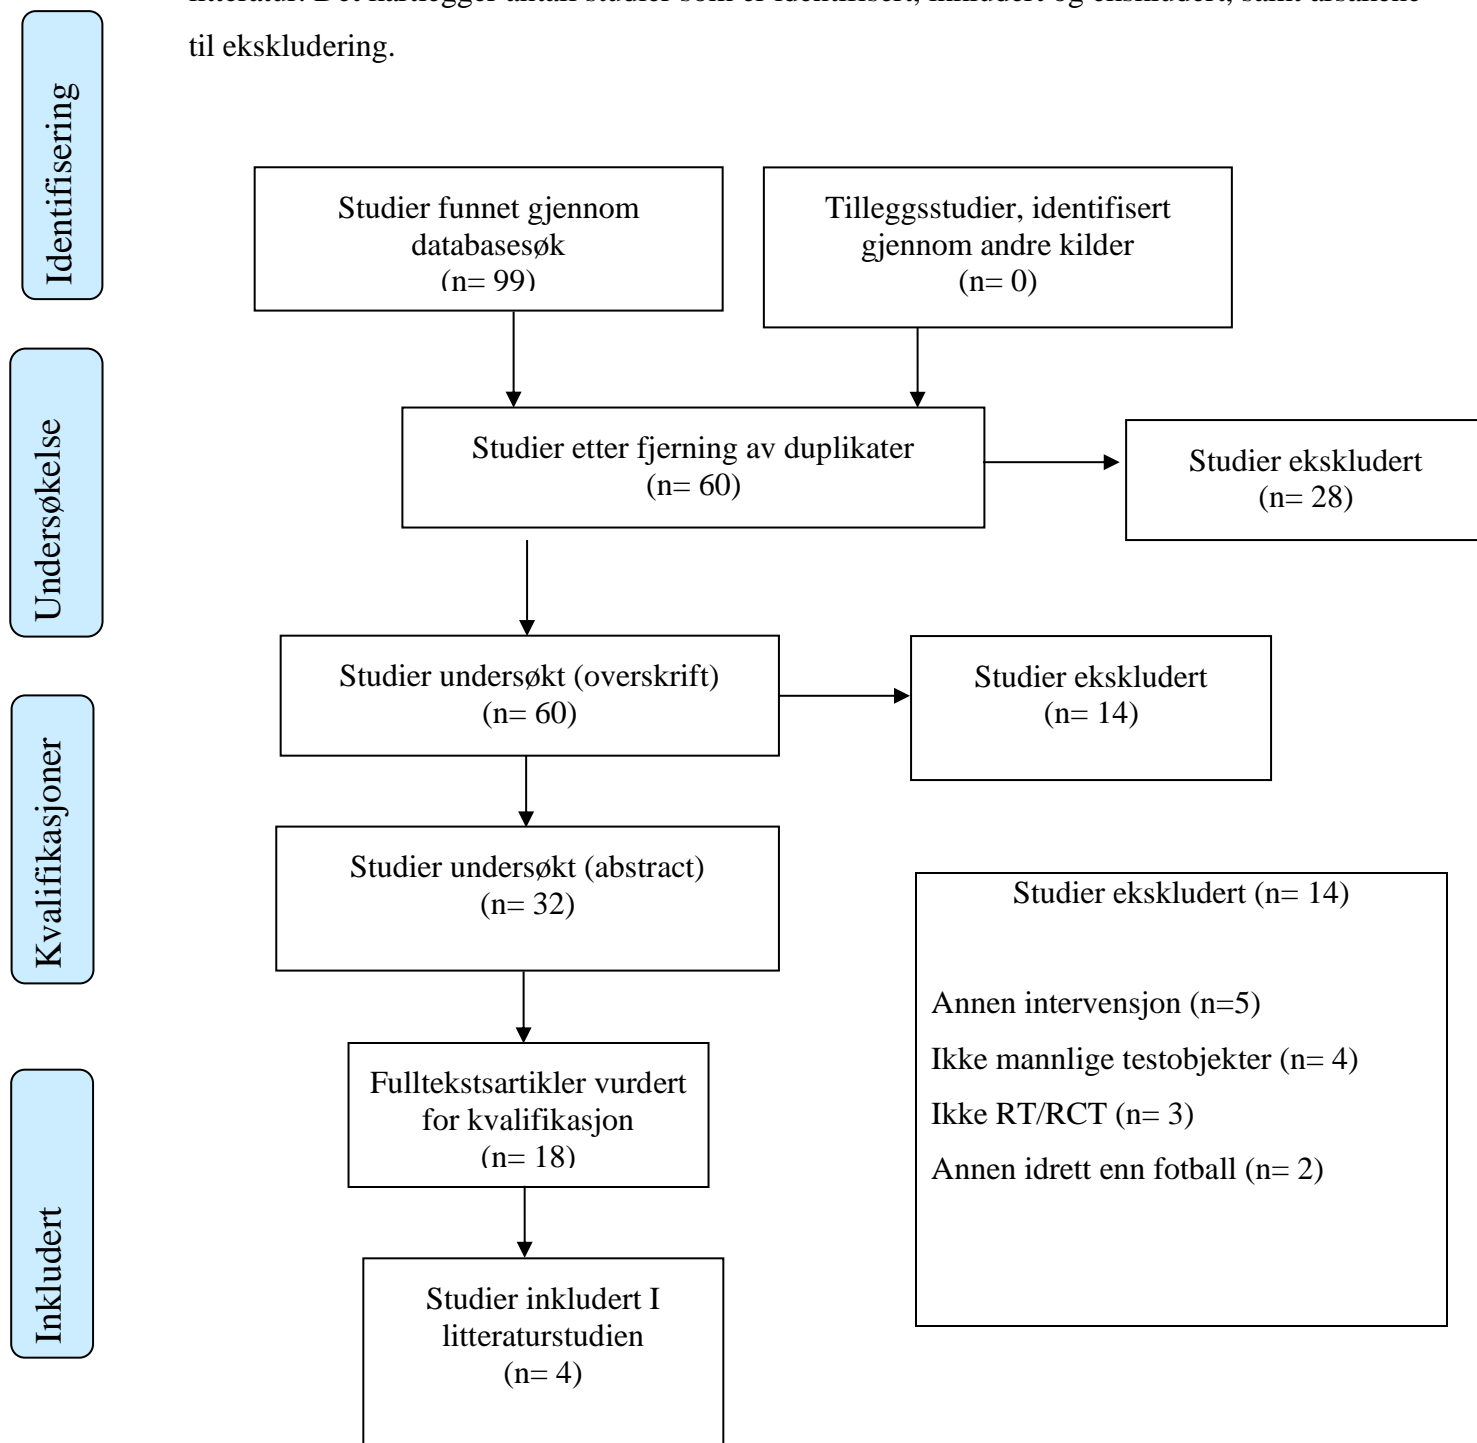 til ekskludering.
Identifisering
Studier funnet gjennom
databasesøk
(n= 99)
Tilleggsstudier, identifisert
gjennom andre kilder
(n= 0)
Undersøkelse
Studier etter fjerning av duplikater
(n= 60)
Studier ekskludert
(n= 28)
Studier undersøkt (overskrift)
(n= 60)
Studier ekskludert
(n= 14)
Kvalifikasjoner
Studier undersøkt (abstract)
(n= 32)
Studier ekskludert (n= 14)
Annen intervensjon (n=5)
Ikke mannlige testobjekter (n= 4)
Ikke RT/RCT (n= 3)
Annen idrett enn fotball (n= 2)
Fulltekstsartikler vurdert
for kvalifikasjon
(n= 18)
Inkludert
Studier inkludert I
litteraturstudien
(n= 4)